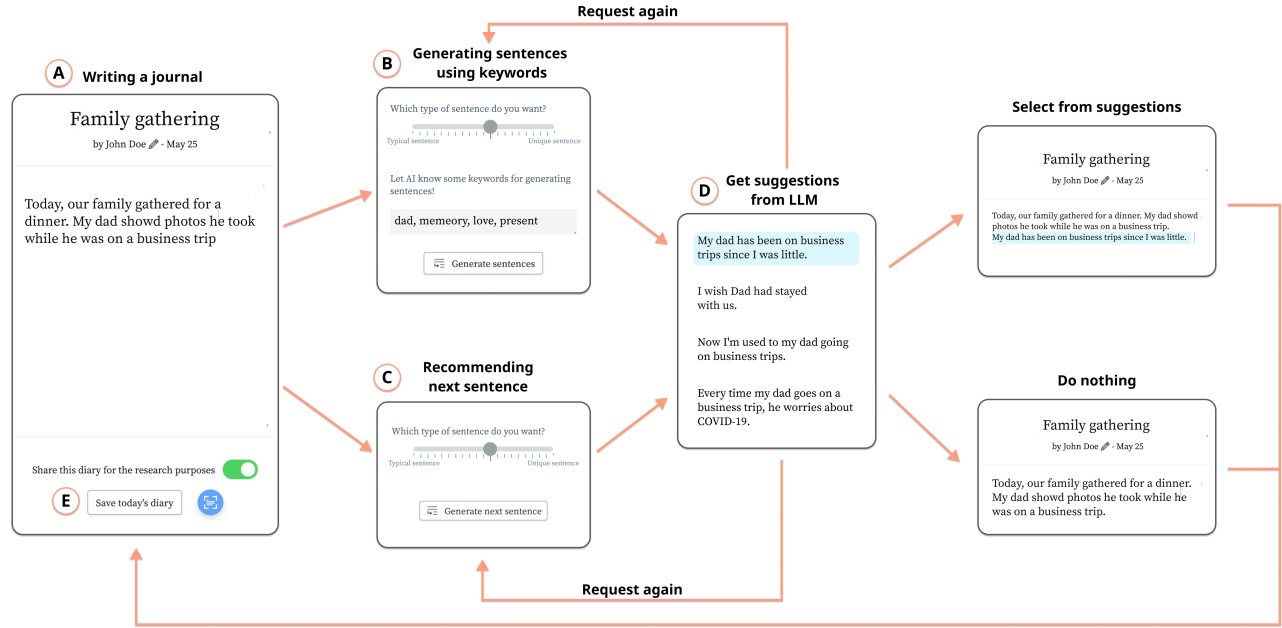 Request again
A
Writing a journal
Family gathering
by John Doe - May 25
Today, our family gathered for a
dinner. My dad showd photos he took
while he was on a business trip
Share this diary for the research purposes
E
Save today's diary
B
Generating sentences
using keywords
Which type of sentence do you want?
Typical sentence
Unique sentence
Let AI know some keywords for generating
sentences!
dad, memeory, love, present
Generate sentences
C
Recommending
next sentence
Which type of sentence do you want?
Typical sentence
Unique sentence
Generate next sentence
D
Get suggestions
from LLM
My dad has been on business
trips since I was little.
I wish Dad had stayed
with us.
Now I'm used to my dad going
on business trips.
Every time my dad goes on a
business trip, he worries about
COVID-19.
Request again
Select from suggestions
Family gathering
by John Doe - May 25
Today, our family gathered for a dinner. My dad showd
photos he took while he was on a business trip.
My dad has been on business trips since I was little.
Do nothing
Family gathering
by John Doe - May 25
Today, our family gathered for a dinner.
My dad showd photos he took while he
was on a business trip.